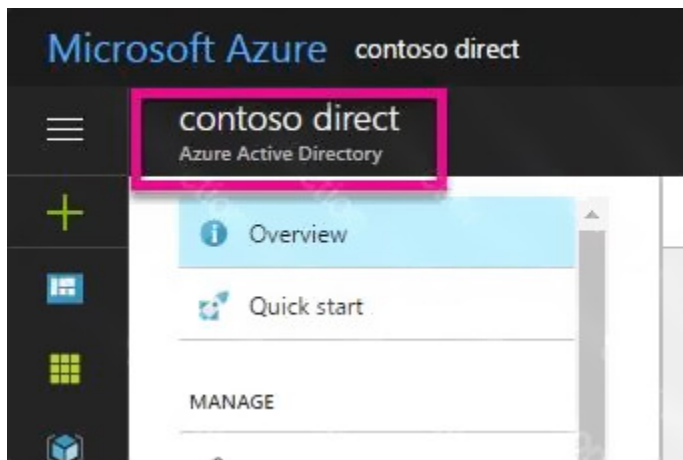 Microsoft Azure contoso direct
contoso direct
Azure Active Directory
Overview
Quick start
MANAGE